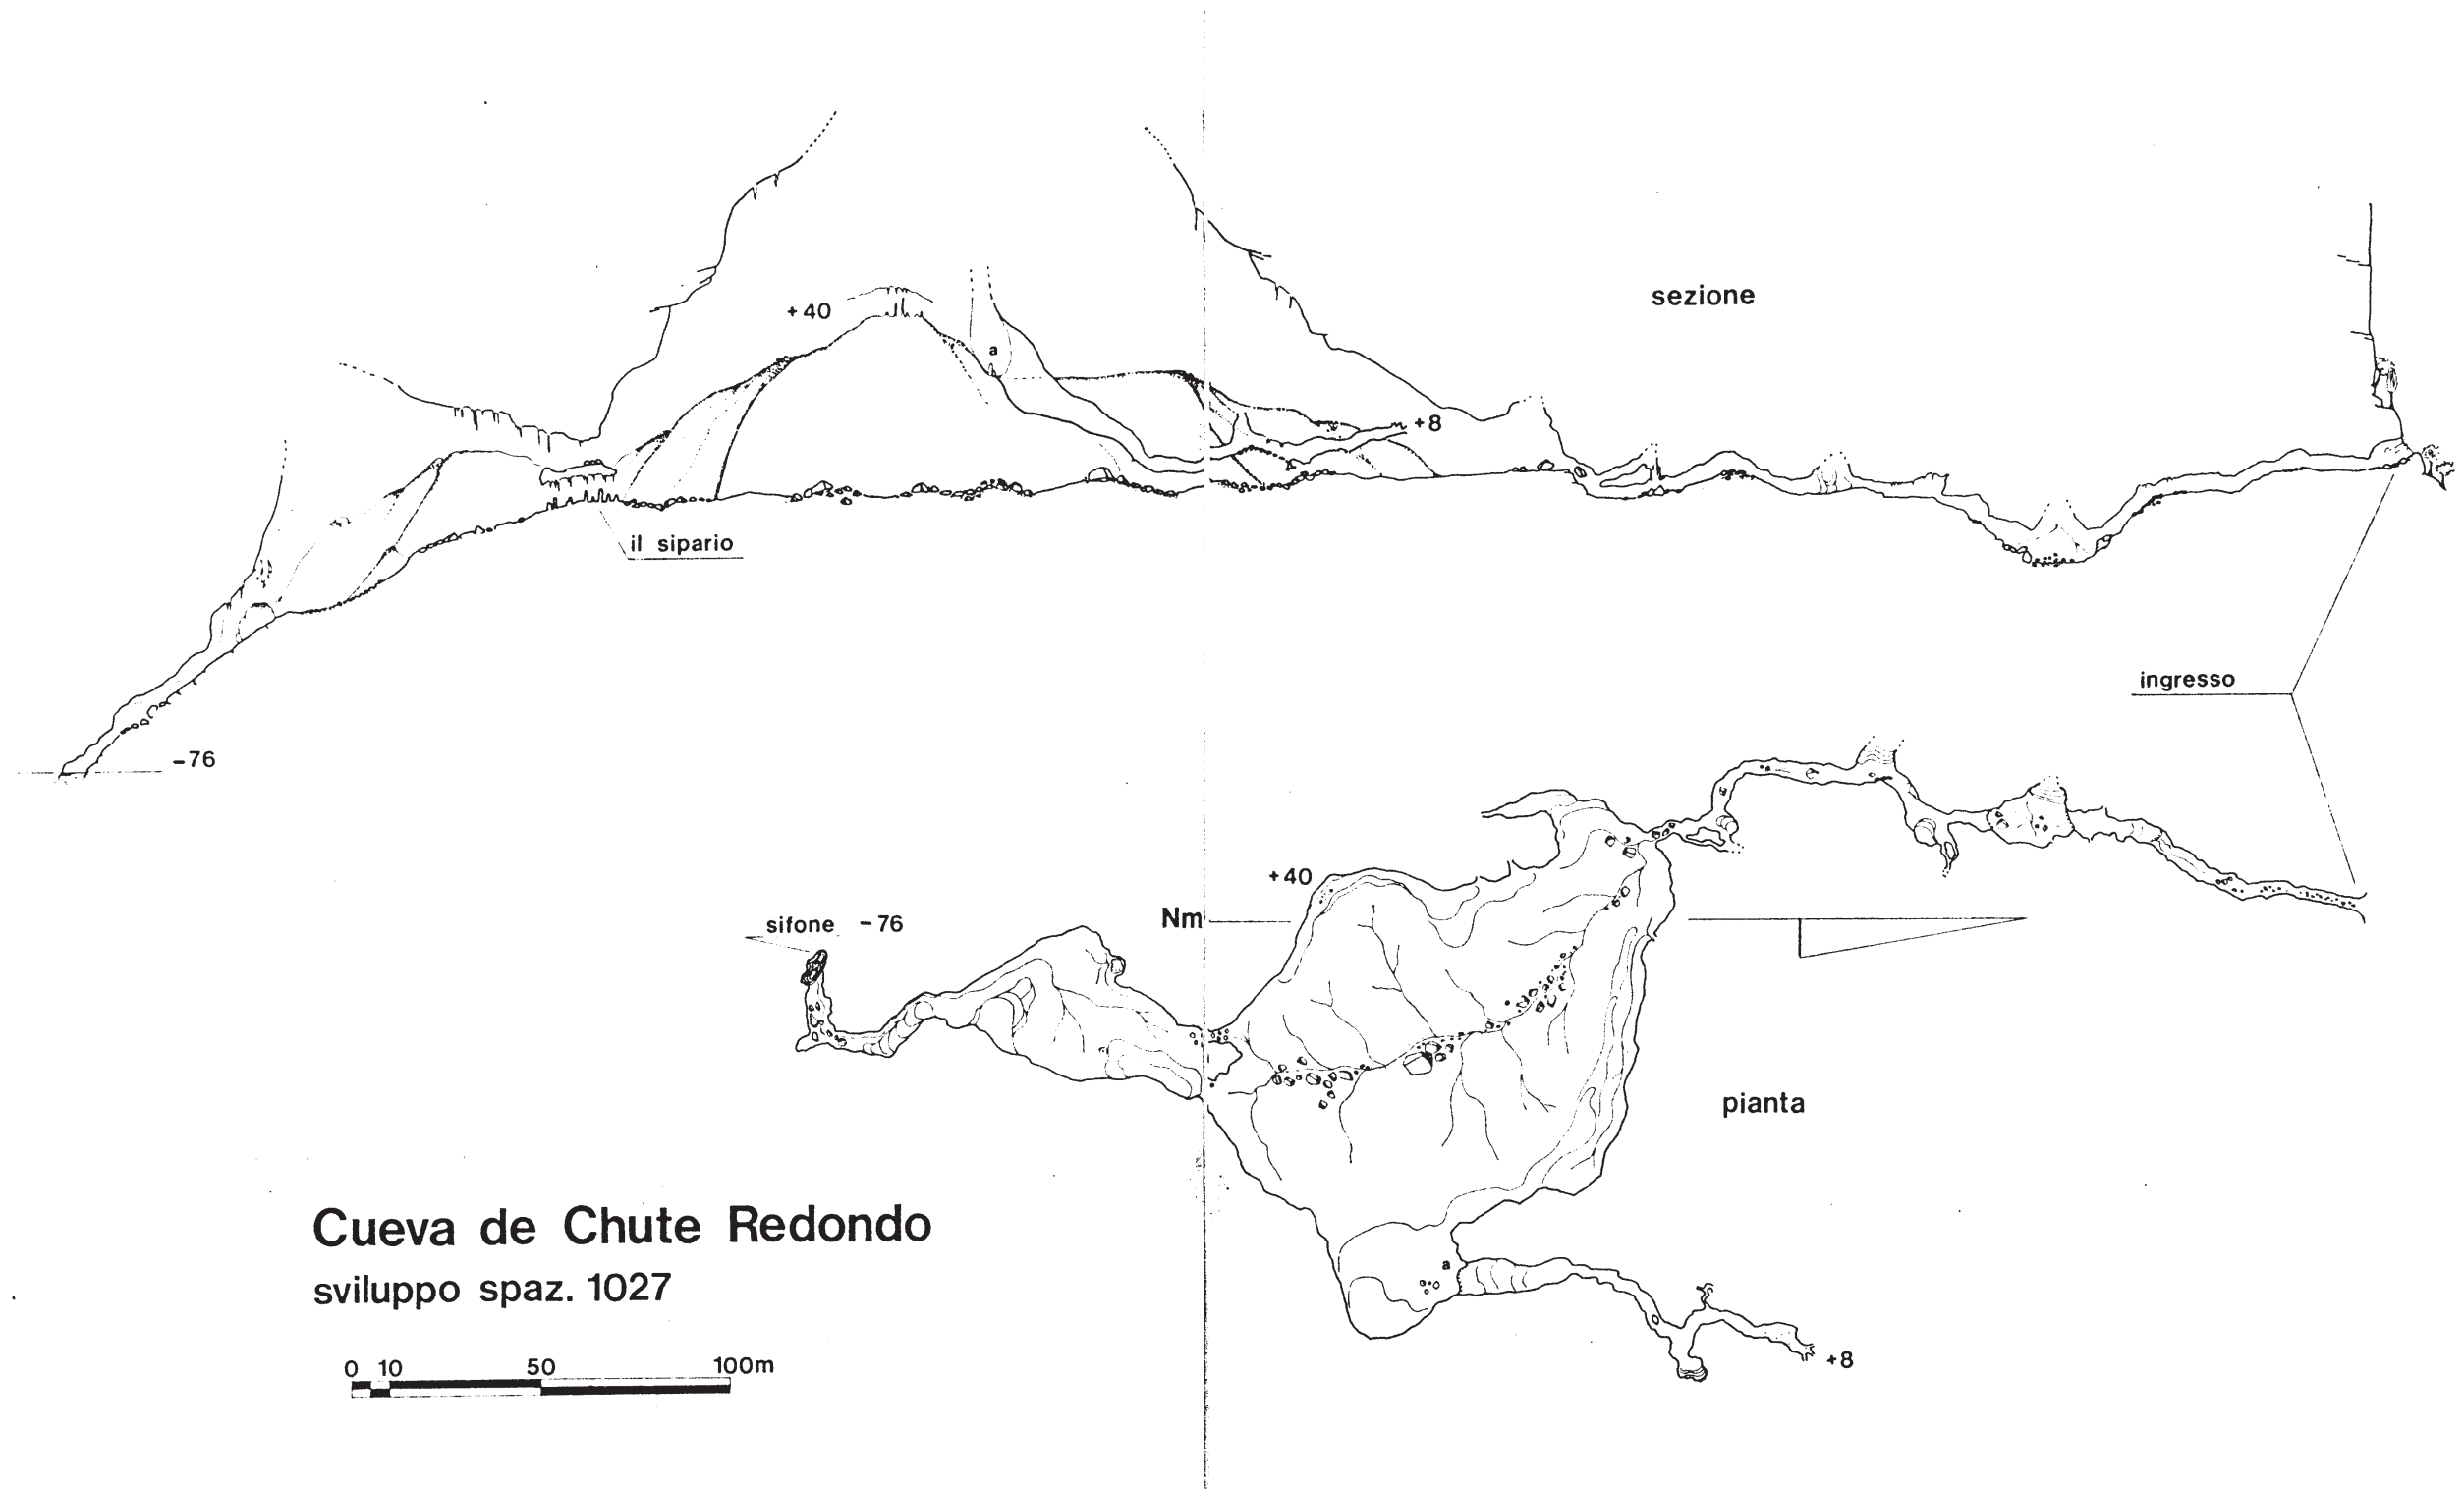 sezione
+40
a
+8
il sipario
ingresso
-76
+40
sifone -76
Nm
pianta
Cueva de Chute Redondo
sviluppo spaz. 1027
a
0 10 50 100m
+8